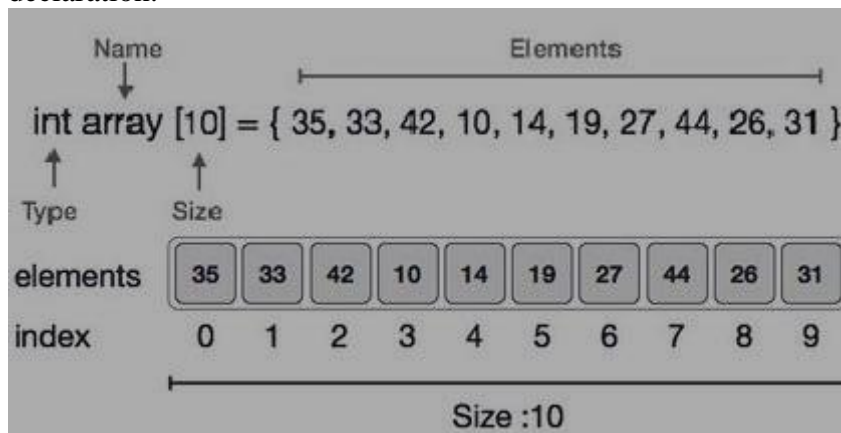 Name Elements
int array [10] = { 35, 33, 42, 10, 14, 19, 27, 44, 26, 31 }
Type Size
elements 35 33 42 10 14 19 27 44 26 31
index 0 1 2 3 4 5 6 7 8 9
Size :10